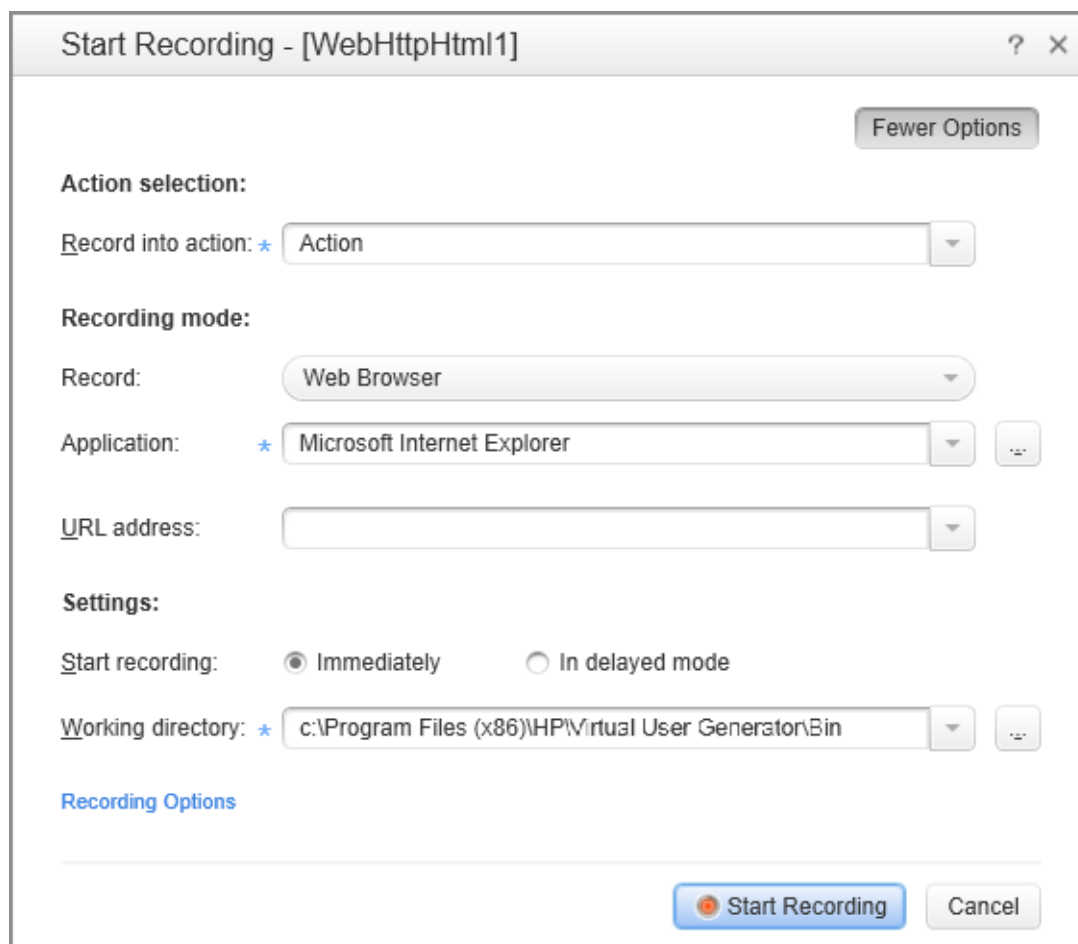 Start Recording - [WebHttpHtml1] ? ×
Fewer Options
Action selection:
Record into action: * Action
Recording mode:
Record: Web Browser
Application: * Microsoft Internet Explorer ...
URL address:
Settings:
Start recording: Immediately In delayed mode
Working directory: * c:\Program Files (x86)\HP\Virtual User Generator\Bin ...
Recording Options
Start Recording Cancel